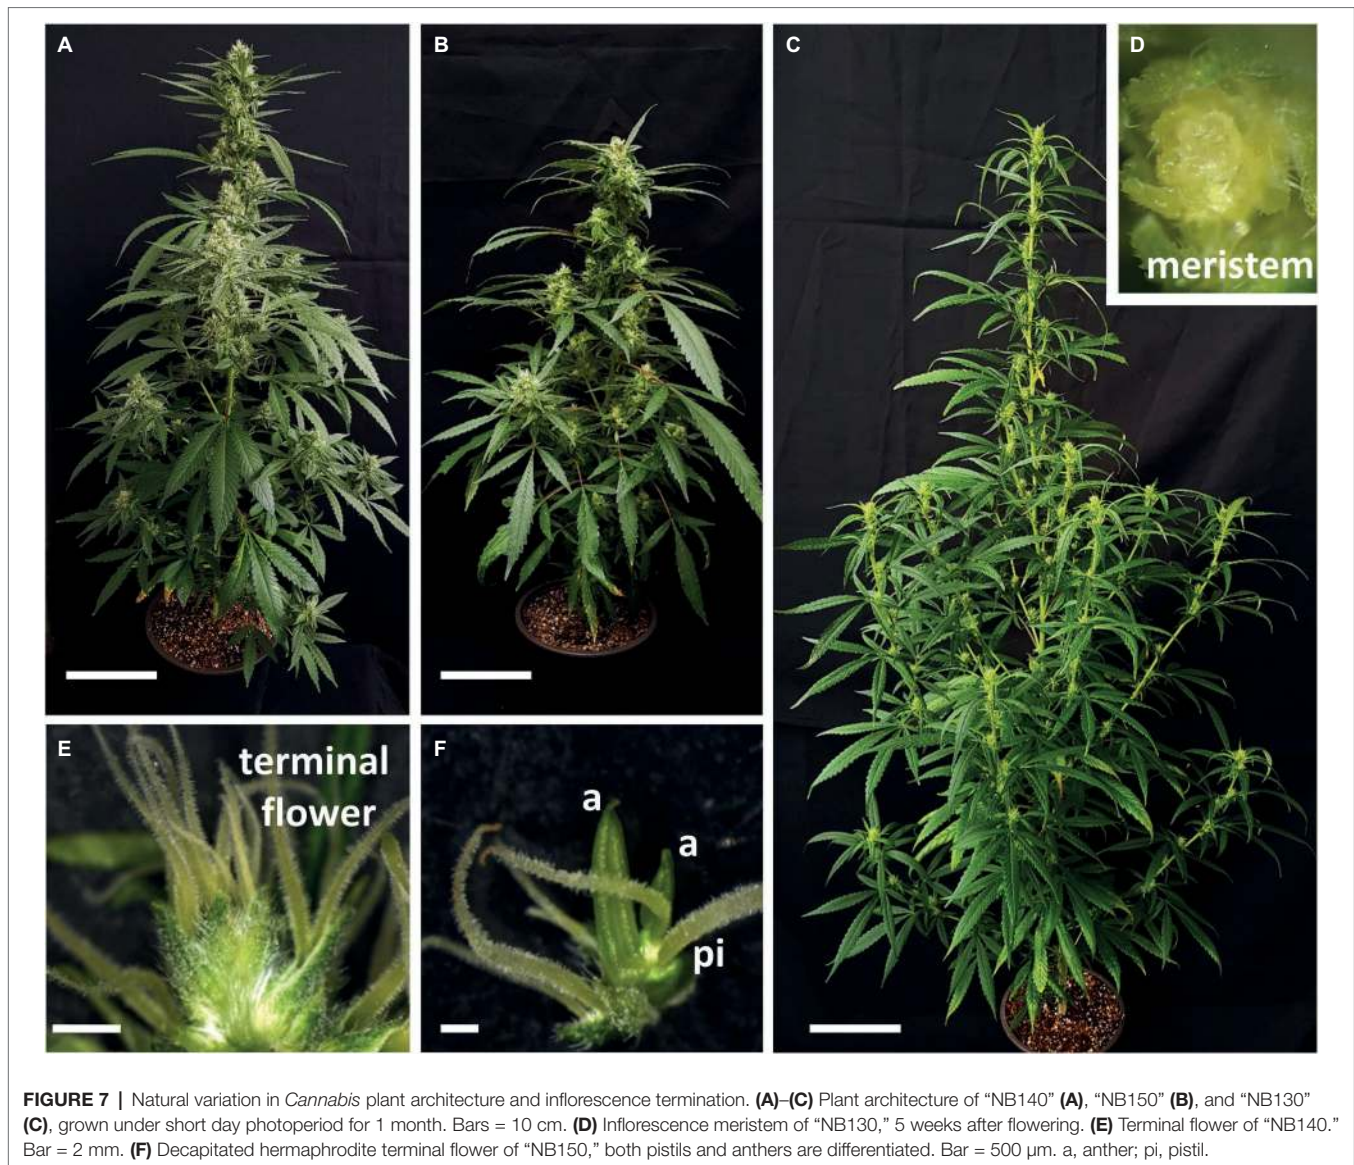 A
B
C
D
meristem
E
terminal
flower
F
a
a
pi
FIGURE 7 | Natural variation in Cannabis plant architecture and inflorescence termination. (A)–(C) Plant architecture of “NB140” (A), “NB150” (B), and “NB130”
(C), grown under short day photoperiod for 1 month. Bars = 10 cm. (D) Inflorescence meristem of “NB130,” 5 weeks after flowering. (E) Terminal flower of “NB140.”
Bar = 2 mm. (F) Decapitated hermaphrodite terminal flower of “NB150,” both pistils and anthers are differentiated. Bar = 500 μm. a, anther; pi, pistil.